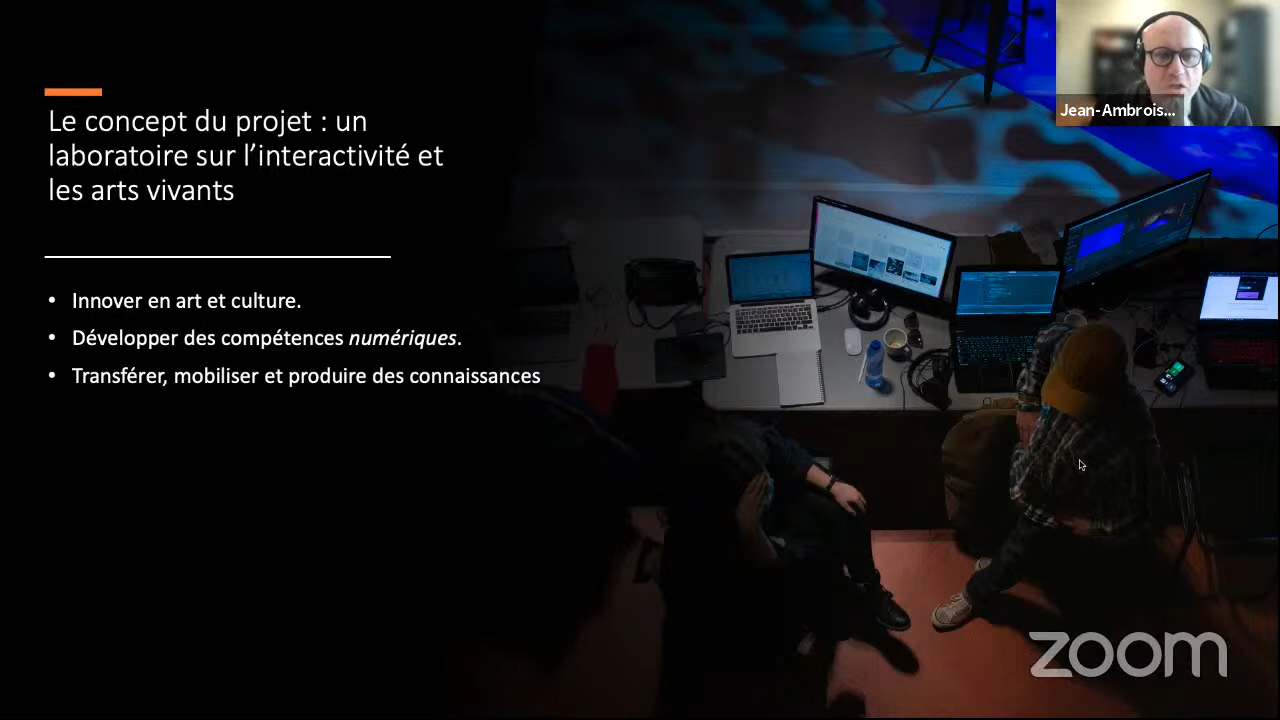 Jean-Ambrois...
Le concept du projet : un
laboratoire sur l'interactivité et
les arts vivants
• Innover en art et culture.
• Développer des compétences numériques.
• Transférer, mobiliser et produire des connaissances
zoom